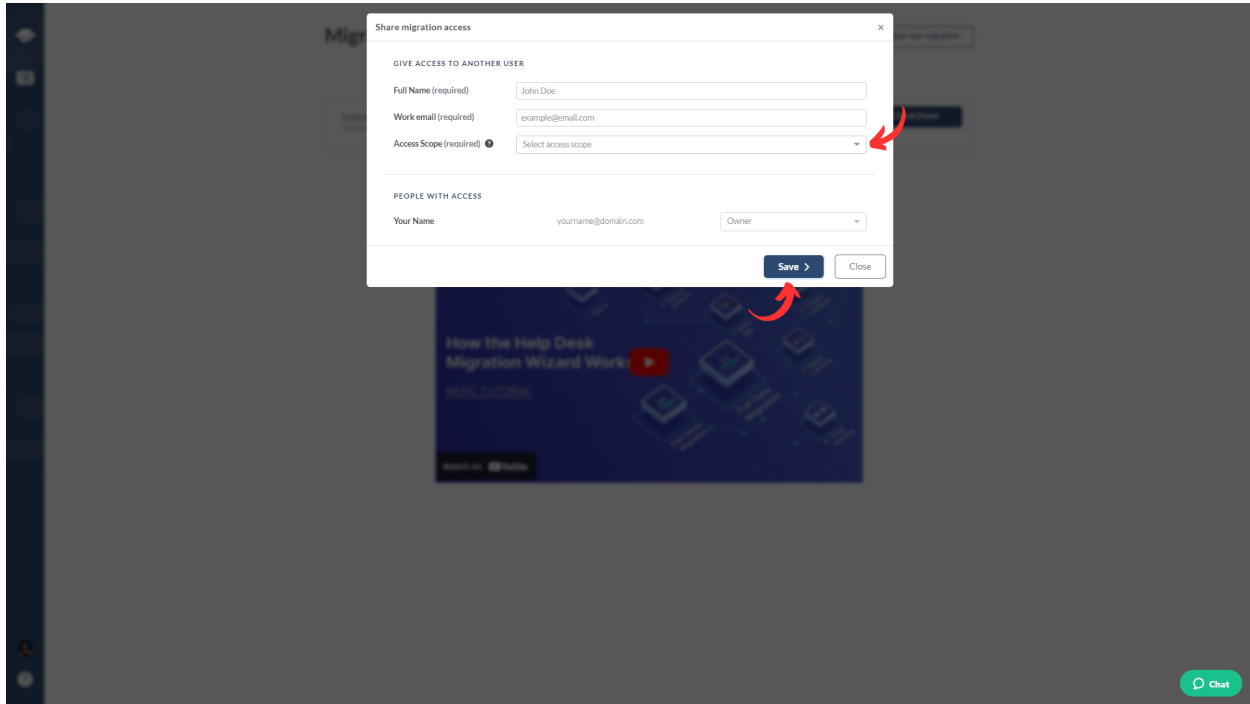 Share migration access ×
GIVE ACCESS TO ANOTHER USER
Full Name (required) John Doe
Work email (required) example@email.com
Access Scope (required) ? Select access scope
PEOPLE WITH ACCESS
Your Name yourname@domain.com Owner
Save > Close
How the Help Desk
Migration Wizard Works
BASIC TUTORIAL
Watch on YouTube
Chat